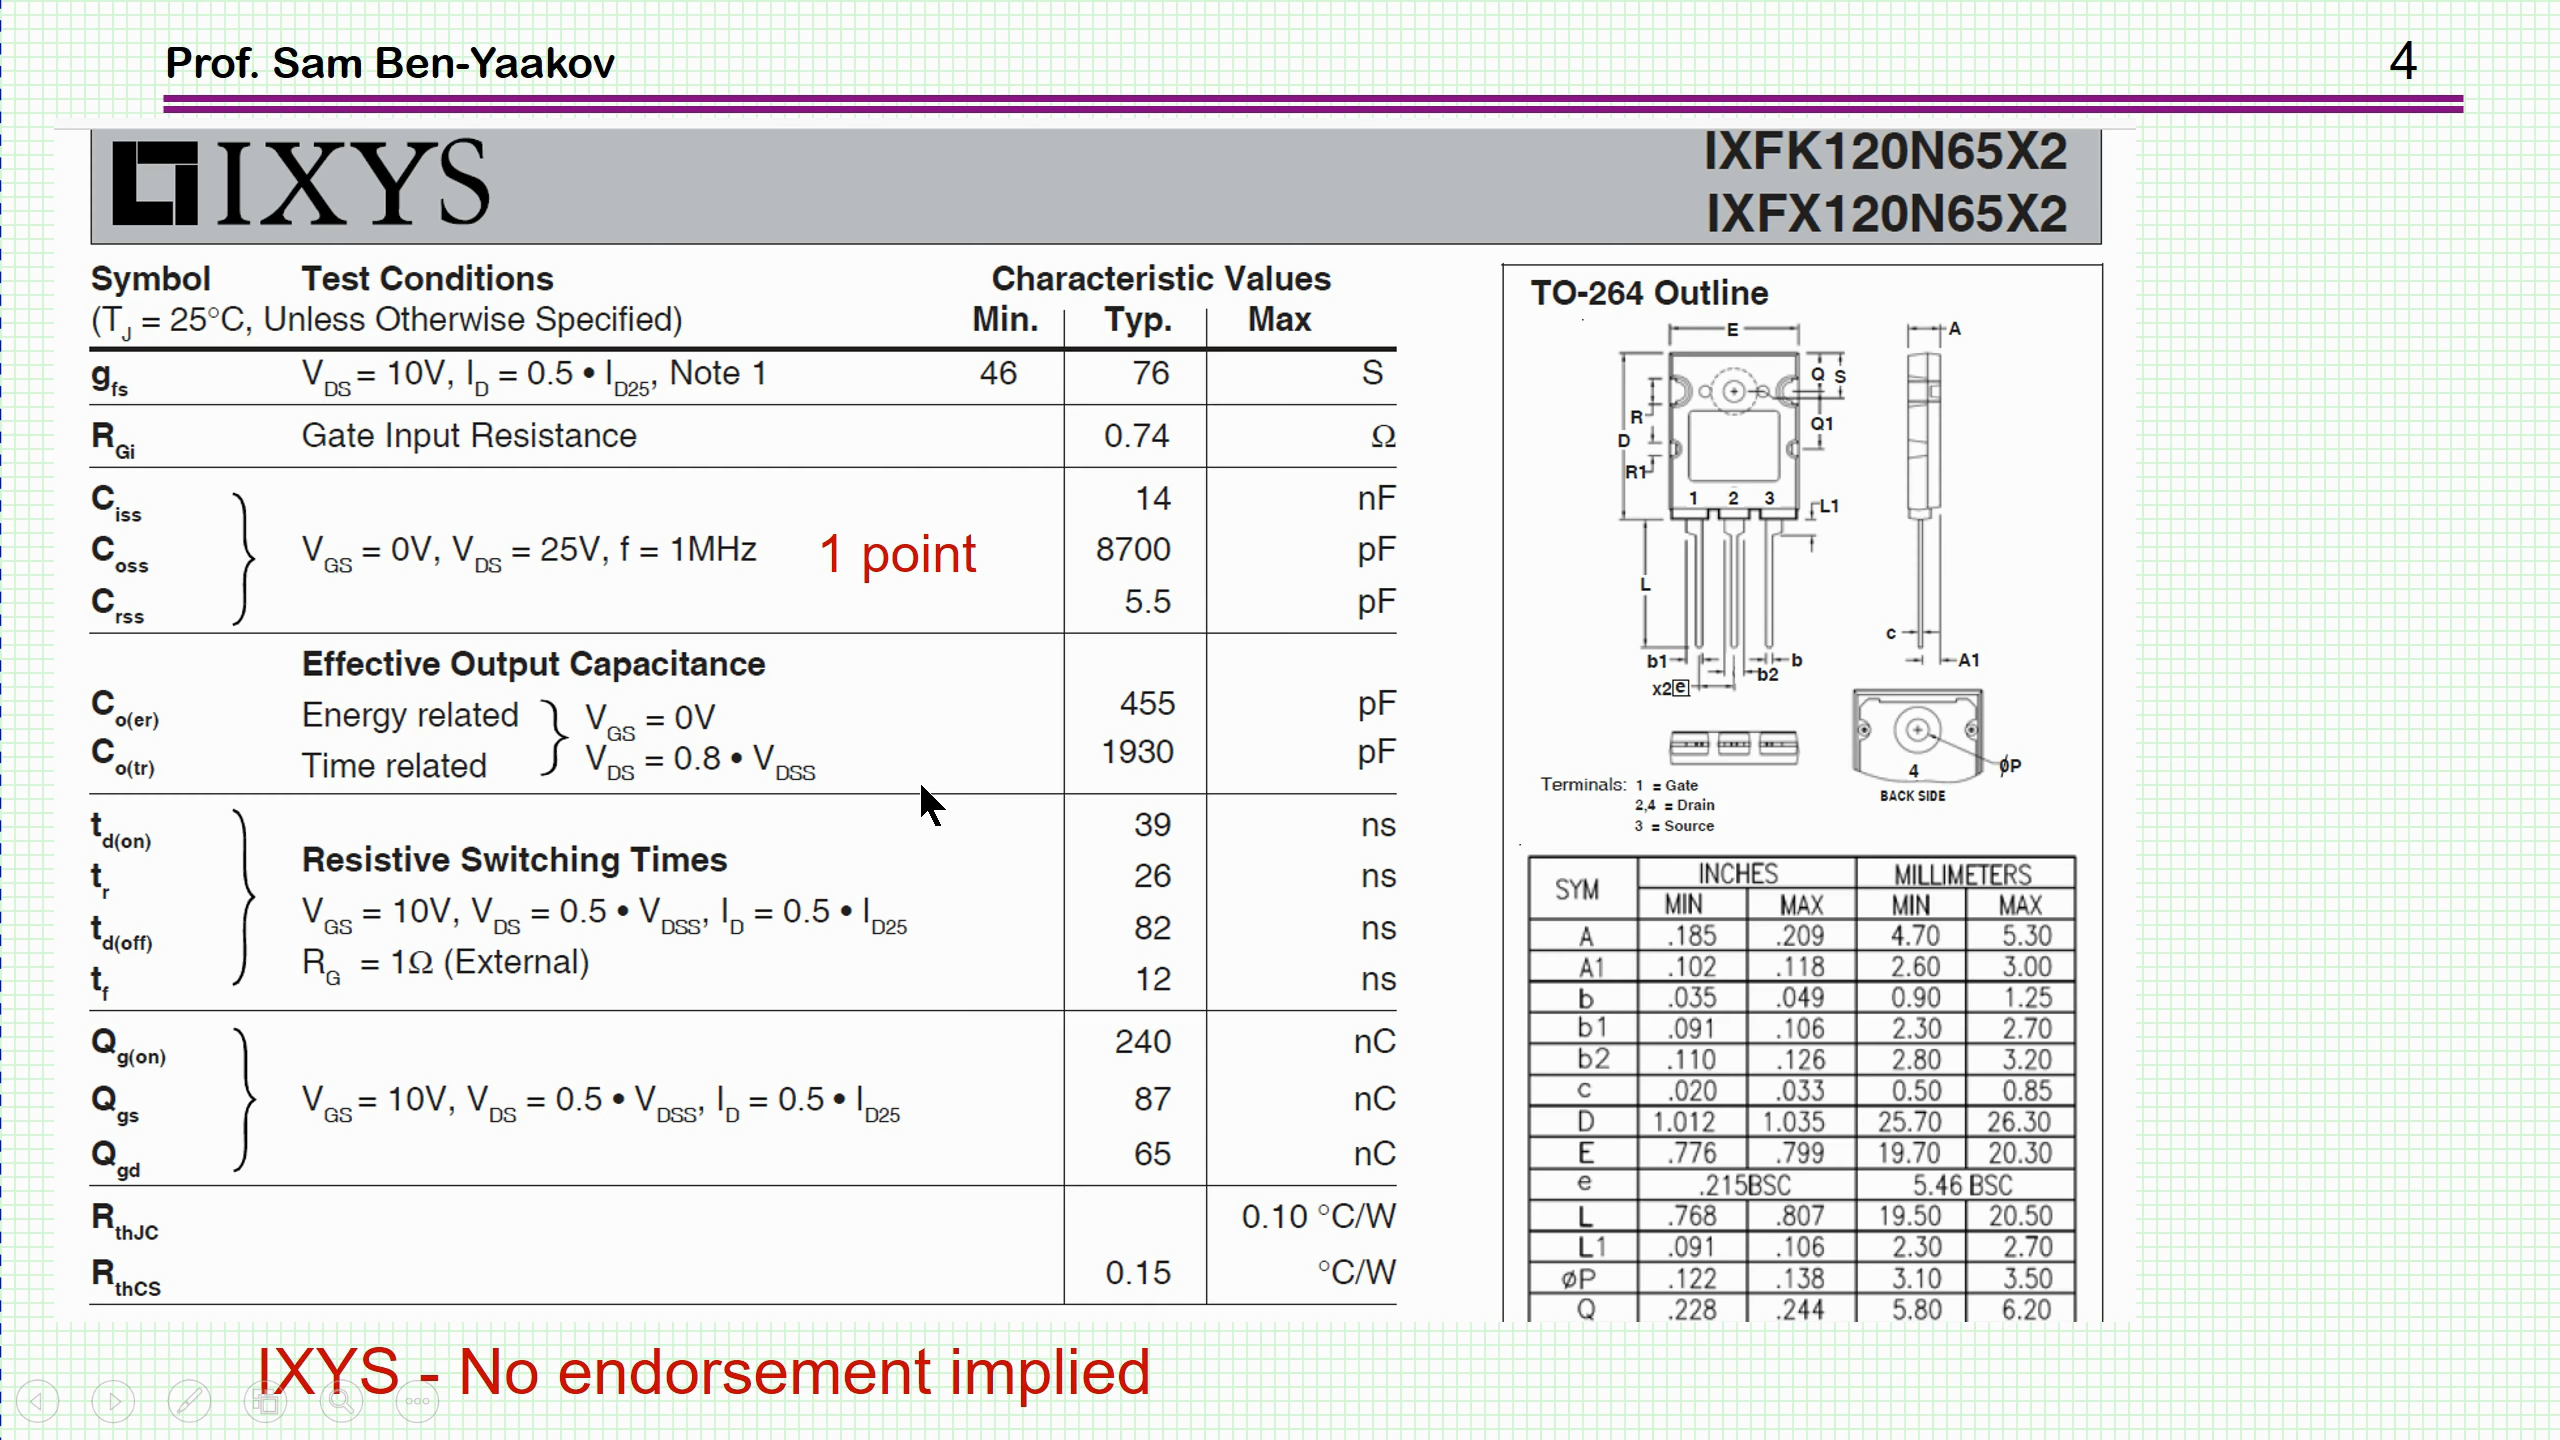 Prof. Sam Ben-Yaakov
4
IXYS
IXFK120N65X2
IXFX120N65X2
Symbol Test Conditions Characteristic Values
(TJ = 25°C, Unless Otherwise Specified) Min. Typ. Max
gfs VDS = 10V, ID = 0.5 • ID25, Note 1 46 76 S
RGi Gate Input Resistance 0.74 Ω
Ciss 14 nF
Coss VGS = 0V, VDS = 25V, f = 1MHz 1 point 8700 pF
Crss 5.5 pF
Effective Output Capacitance
Co(er) Energy related VGS = 0V 455 pF
Co(tr) Time related VDS = 0.8 • VDSS 1930 pF
td(on) 39 ns
Resistive Switching Times
tr 26 ns
td(off) VGS = 10V, VDS = 0.5 • VDSS, ID = 0.5 • ID25 82 ns
tf RG = 1Ω (External) 12 ns
Qg(on) 240 nC
Qgs VGS = 10V, VDS = 0.5 • VDSS, ID = 0.5 • ID25 87 nC
Qgd 65 nC
RthJC 0.10 °C/W
RthCS 0.15 °C/W
TO-264 Outline
E A
Q S
R Q1
D
R1
1 2 3
L1
L
c
b1 b A1
b2
x2 e
4 øP
BACK SIDE
Terminals: 1 = Gate
2,4 = Drain
3 = Source
SYM INCHES MILLIMETERS
MIN MAX MIN MAX
A .185 .209 4.70 5.30
A1 .102 .118 2.60 3.00
b .035 .049 0.90 1.25
b1 .091 .106 2.30 2.70
b2 .110 .126 2.80 3.20
c .020 .033 0.50 0.85
D 1.012 1.035 25.70 26.30
E .776 .799 19.70 20.30
e .215BSC 5.46 BSC
L .768 .807 19.50 20.50
L1 .091 .106 2.30 2.70
øP .122 .138 3.10 3.50
Q .228 .244 5.80 6.20
IXYS - No endorsement implied